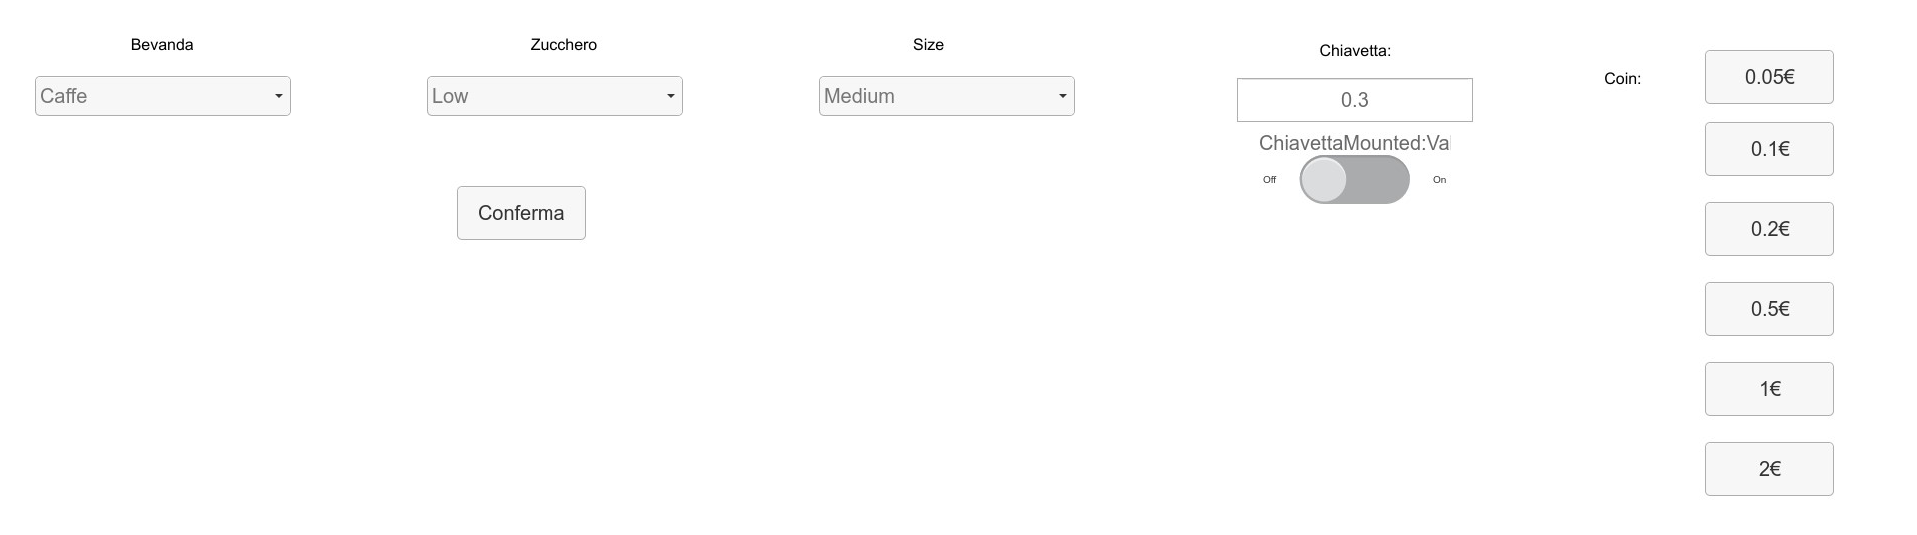 Bevanda
Caffe
Zucchero
Low
Size
Medium
Conferma
Chiavetta:
0.3
ChiavettaMounted:Va
Off
On
Coin:
0.05€
0.1€
0.2€
0.5€
1€
2€